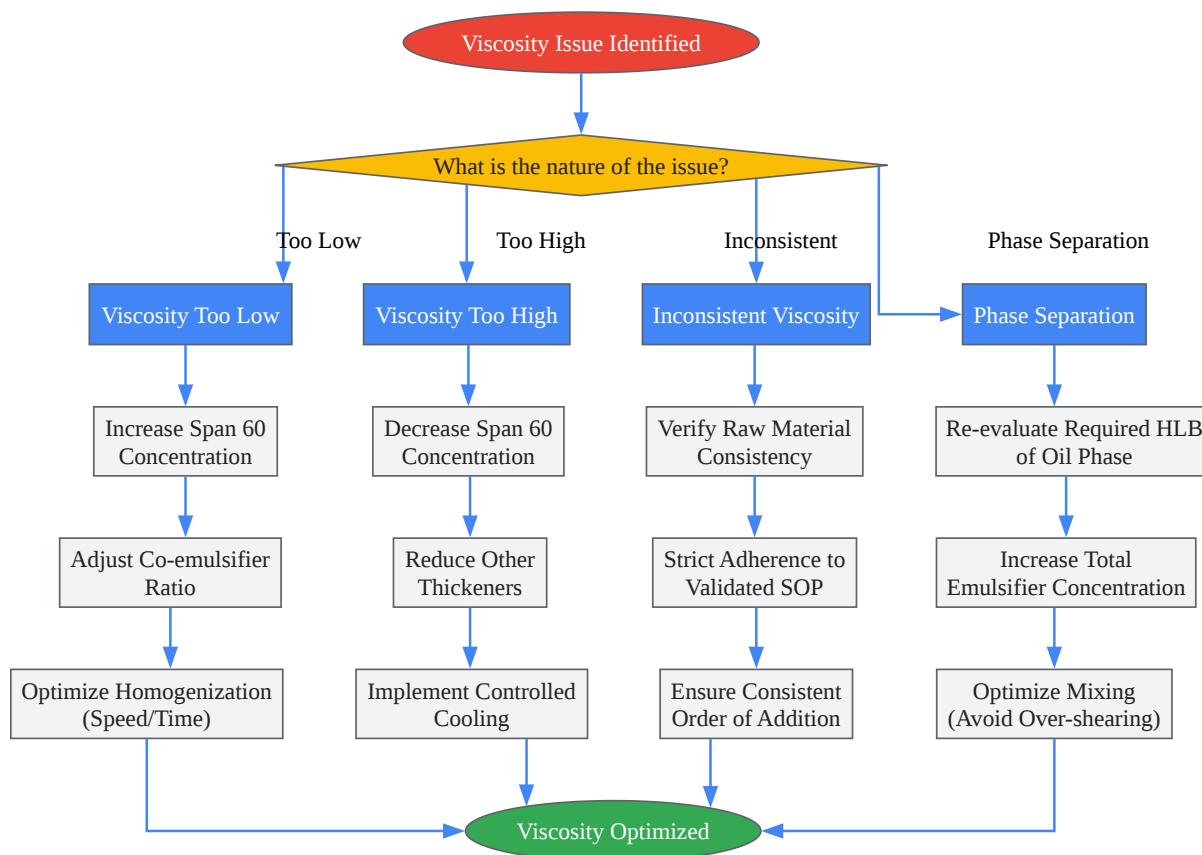 Viscosity Issue Identified
What is the nature of the issue?
Too Low
Too High
Inconsistent
Phase Separation
Viscosity Too Low
Viscosity Too High
Inconsistent Viscosity
Phase Separation
Increase Span 60
Concentration
Decrease Span 60
Concentration
Verify Raw Material
Consistency
Re-evaluate Required HLB
of Oil Phase
Adjust Co-emulsifier
Ratio
Reduce Other
Thickeners
Strict Adherence to
Validated SOP
Increase Total
Emulsifier Concentration
Optimize Homogenization
(Speed/Time)
Implement Controlled
Cooling
Ensure Consistent
Order of Addition
Optimize Mixing
(Avoid Over-shearing)
Viscosity Optimized